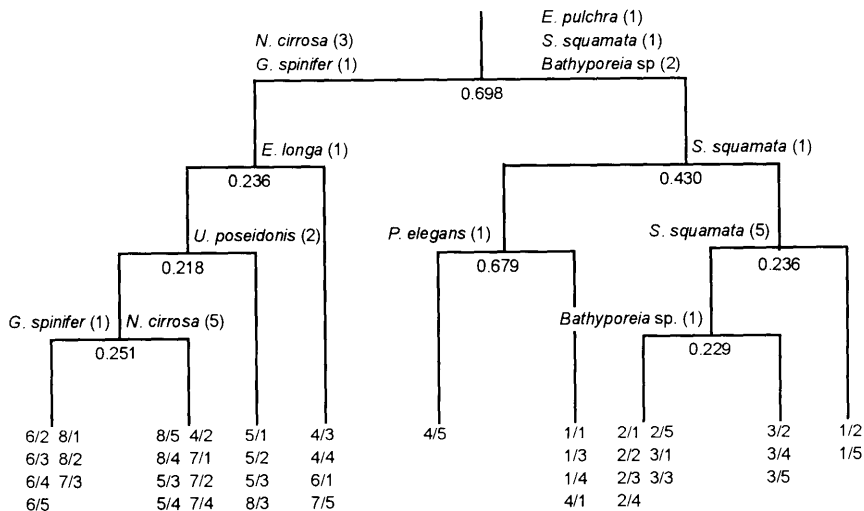 E. pulchra (1)
N. cirrosa (3) S. squamata (1)
G. spinifer (1) Bathyporeia sp (2)
0.698
E. longa (1) S. squamata (1)
0.236 0.430
U. poseidonis (2) P. elegans (1) S. squamata (5)
0.218 0.679 0.236
G. spinifer (1) N. cirrosa (5) Bathyporeia sp. (1)
0.251 0.229
6/2 8/1 8/5 4/2 5/1 4/3 4/5 1/1 2/1 2/5 3/2 1/2
6/3 8/2 8/4 7/1 5/2 4/4 1/3 2/2 3/1 3/4 1/5
6/4 7/3 5/3 7/2 5/3 6/1 1/4 2/3 3/3 3/5
6/5 5/4 7/4 8/3 7/5 4/1 2/4